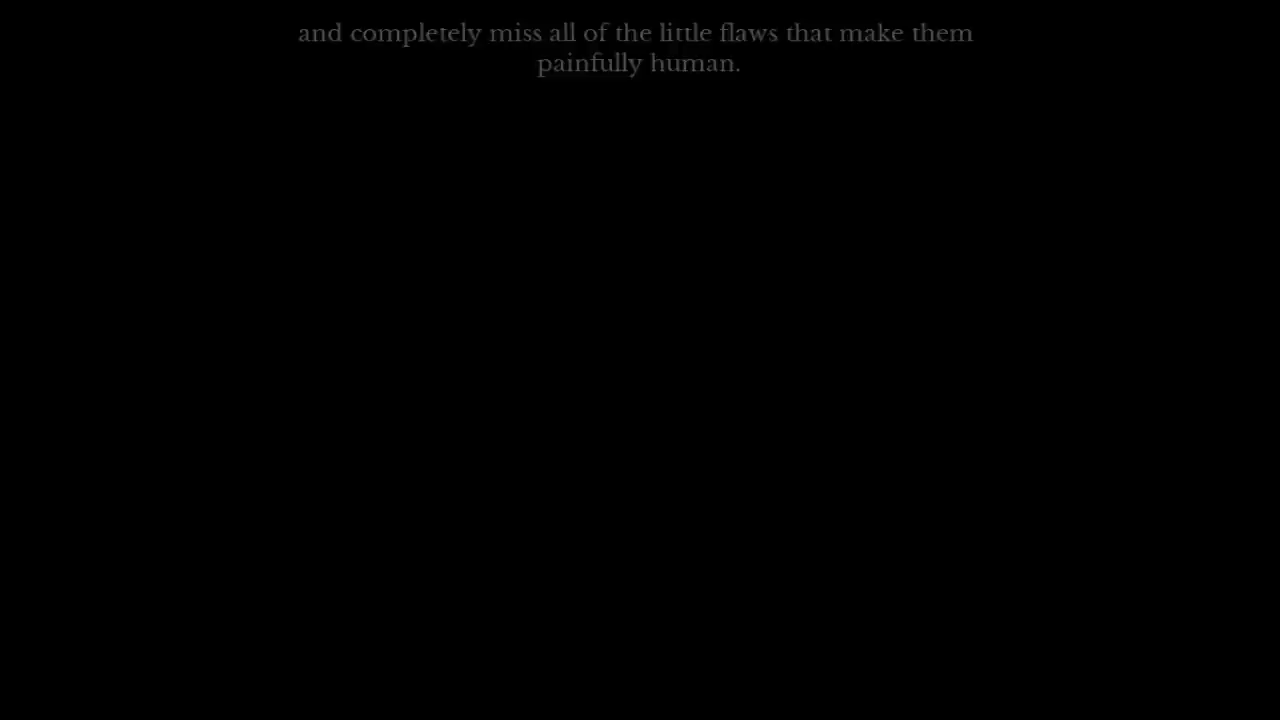 and completely miss all of the little flaws that make them
painfully human.